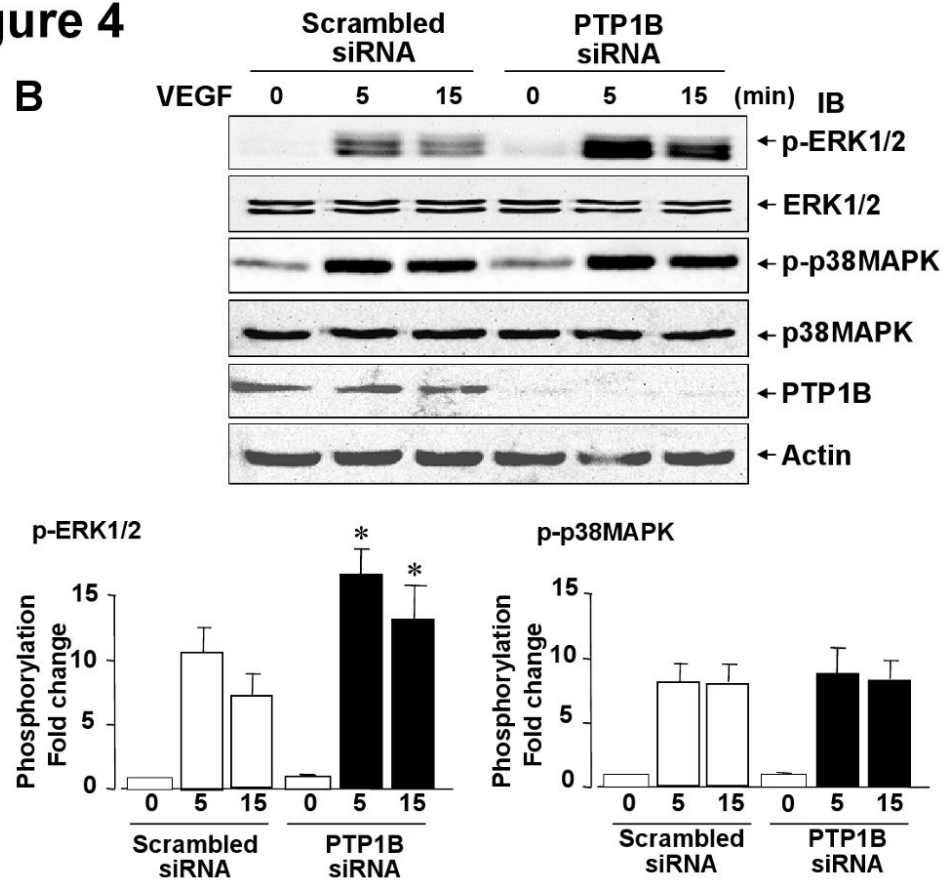 gure 4
B
Scrambled
siRNA
PTP1B
siRNA
VEGF 0 5 15 0 5 15 (min) IB
p-ERK1/2
ERK1/2
p-p38MAPK
p38MAPK
PTP1B
Actin
p-ERK1/2
Phosphorylation
Fold change
15
10
5
0
* *
0 5 15 0 5 15
Scrambled
siRNA
PTP1B
siRNA
p-p38MAPK
Phosphorylation
Fold change
15
10
5
0
0 5 15 0 5 15
Scrambled
siRNA
PTP1B
siRNA